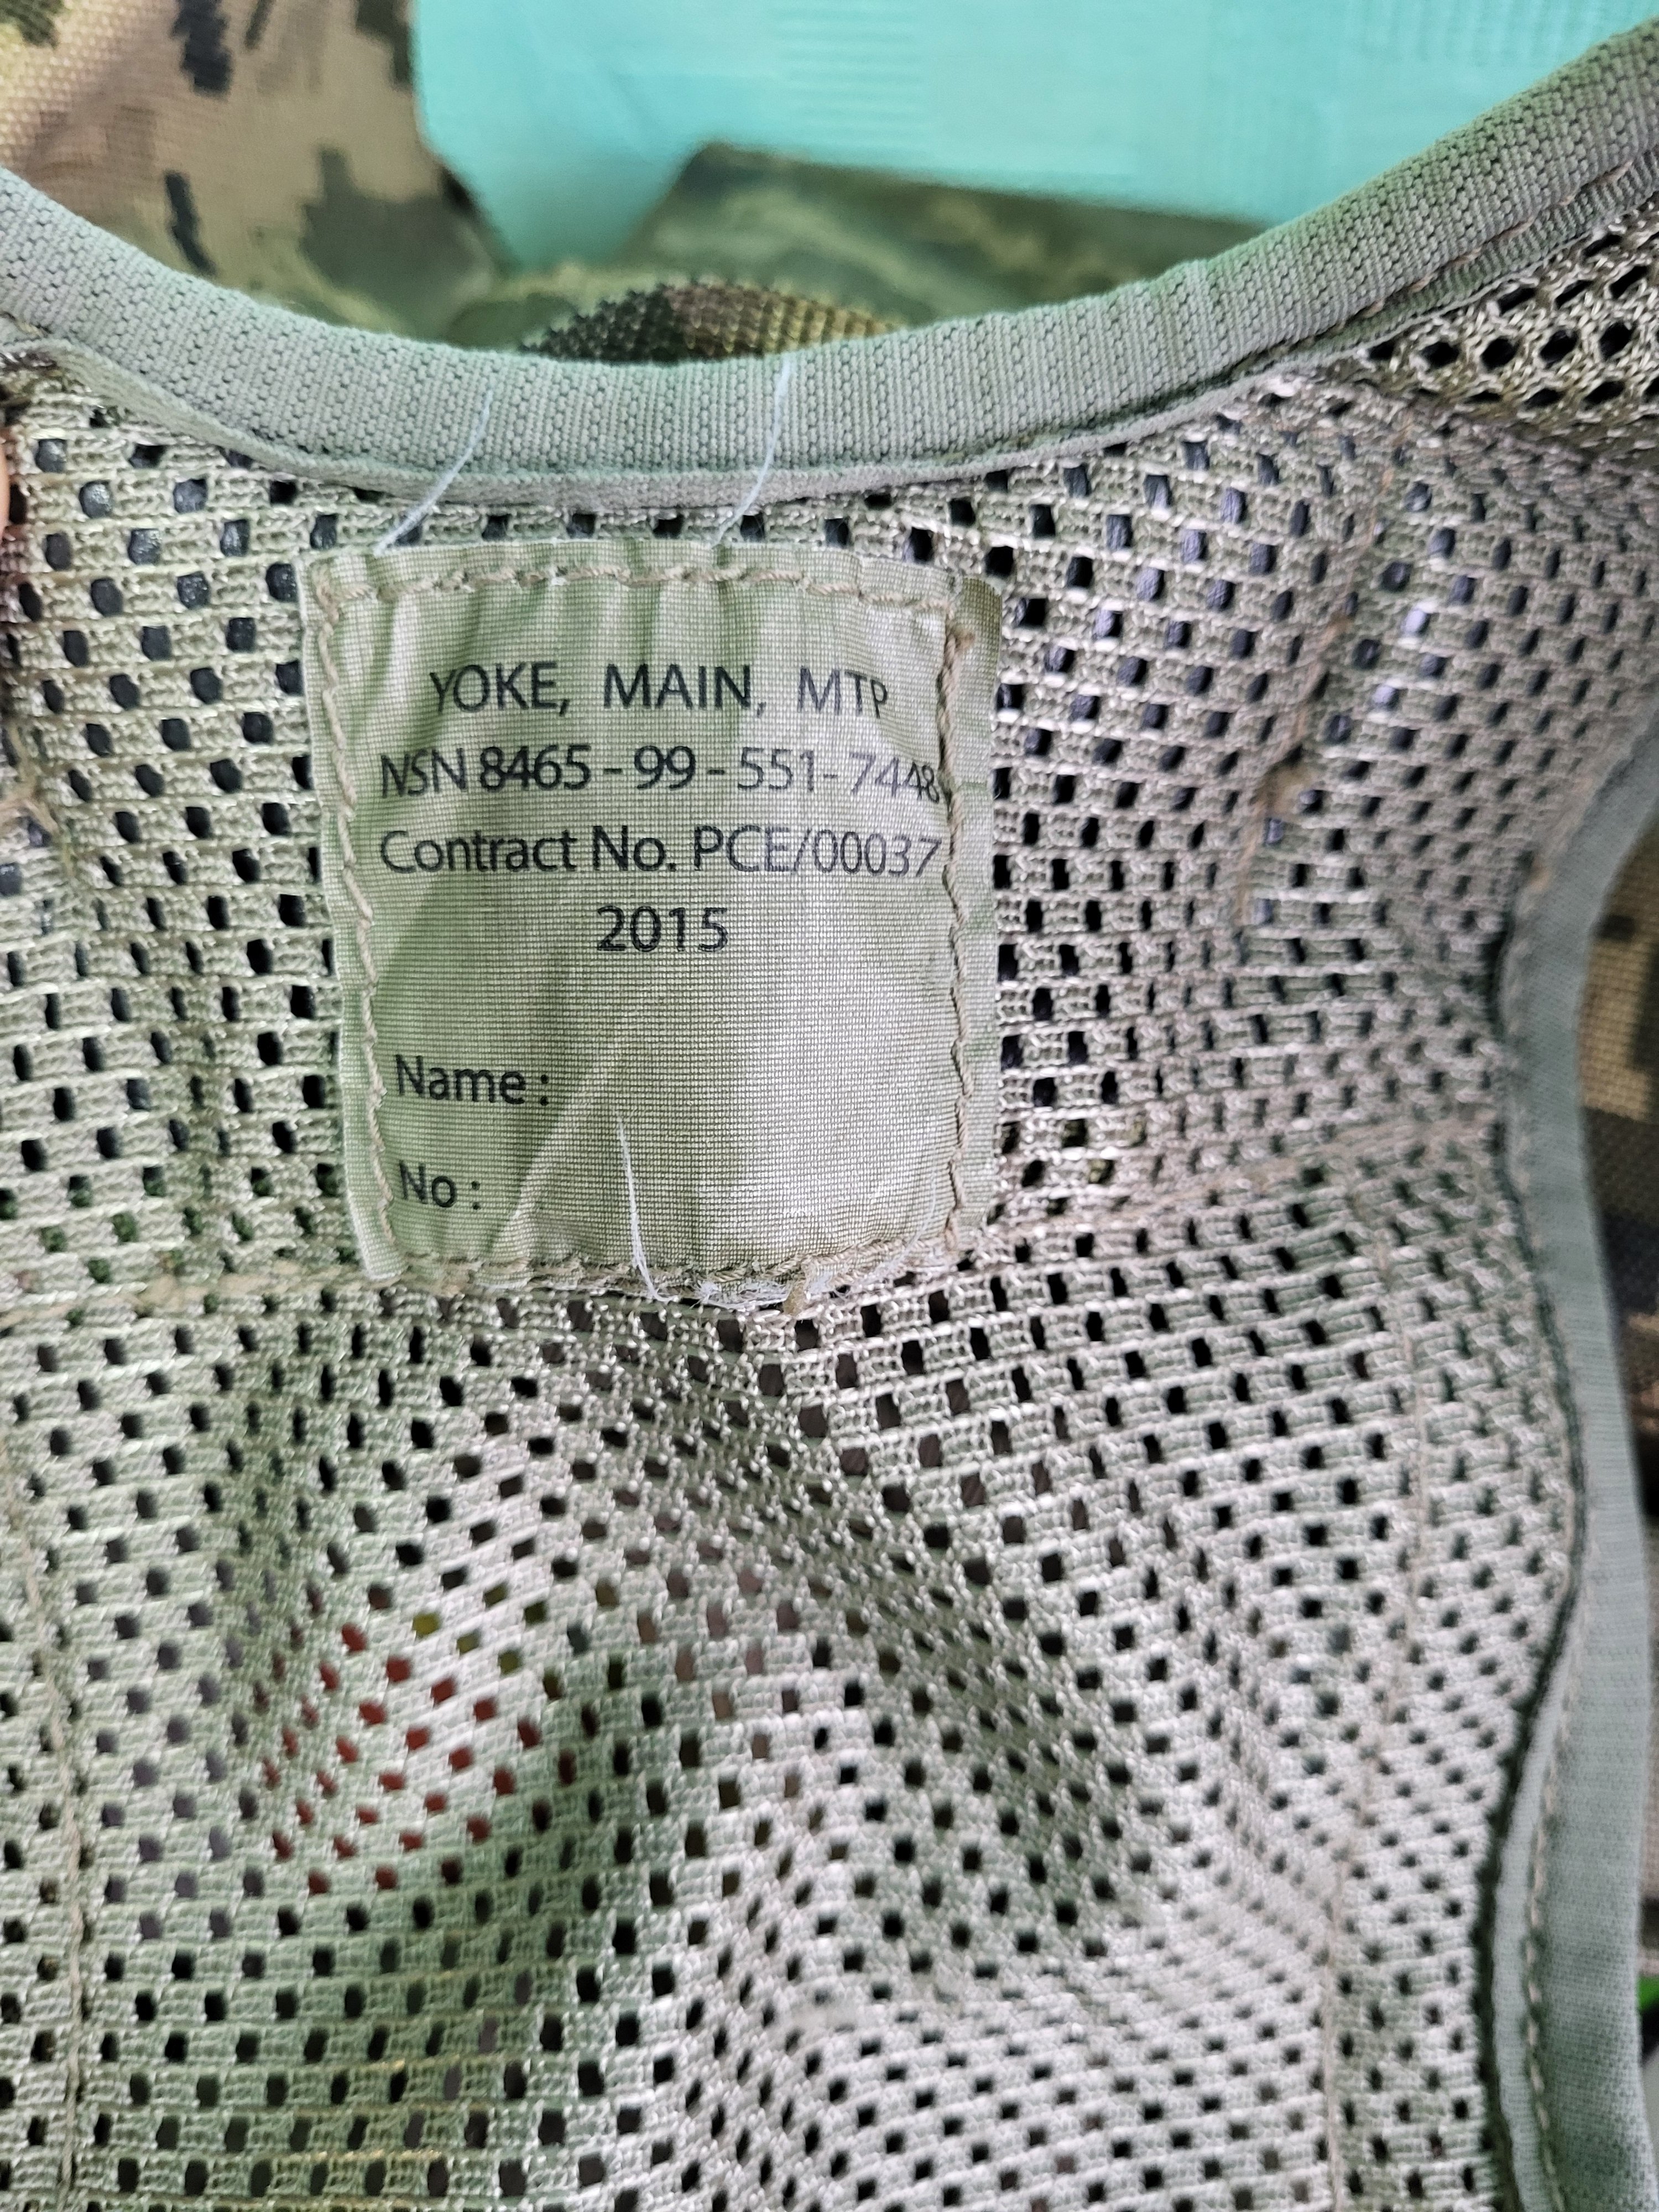 YOKE, MAIN, MTP
NSN 8465-99-551-7448
Contract No. PCE/00037
2015
Name :
No :